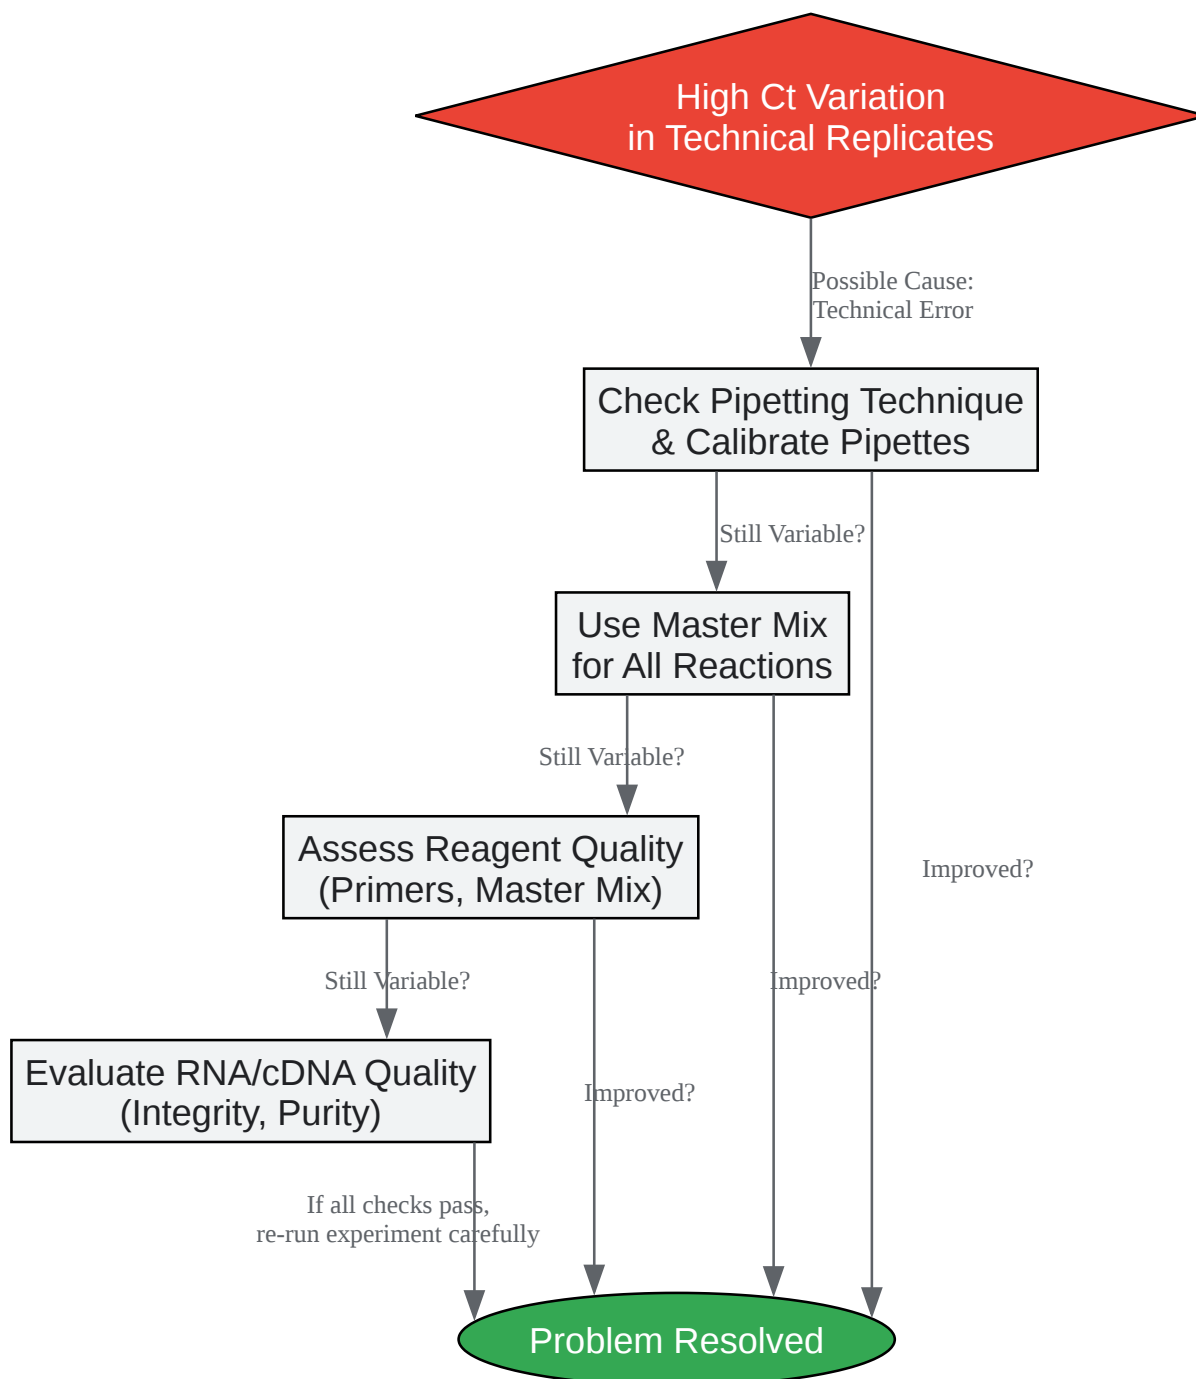 High Ct Variation
in Technical Replicates
Possible Cause:
Technical Error
Check Pipetting Technique
& Calibrate Pipettes
Still Variable?
Use Master Mix
for All Reactions
Still Variable?
Assess Reagent Quality
(Primers, Master Mix)
Improved?
Still Variable?
Improved?
Evaluate RNA/cDNA Quality
(Integrity, Purity)
Improved?
If all checks pass,
re-run experiment carefully
Problem Resolved